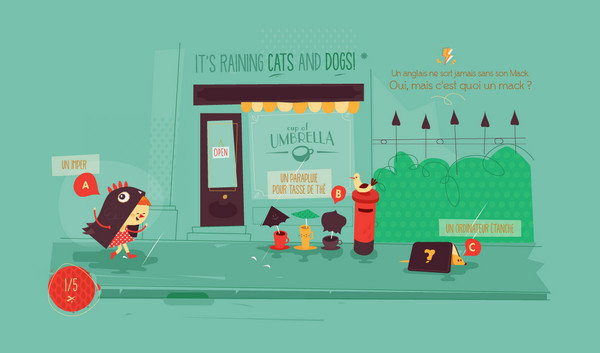 IT'S RAINING CATS AND DOGS!
Un anglais ne sort jamais sans son Mack.
Oui, mais c'est quoi un mack ?
cup of
UMBRELLA
OPEN
UN IMPER
A
UN PARAPLUIE
POUR TASSE DE THÉ
B
UN ORDINATEUR ÉTANCHE
C
?
1/5